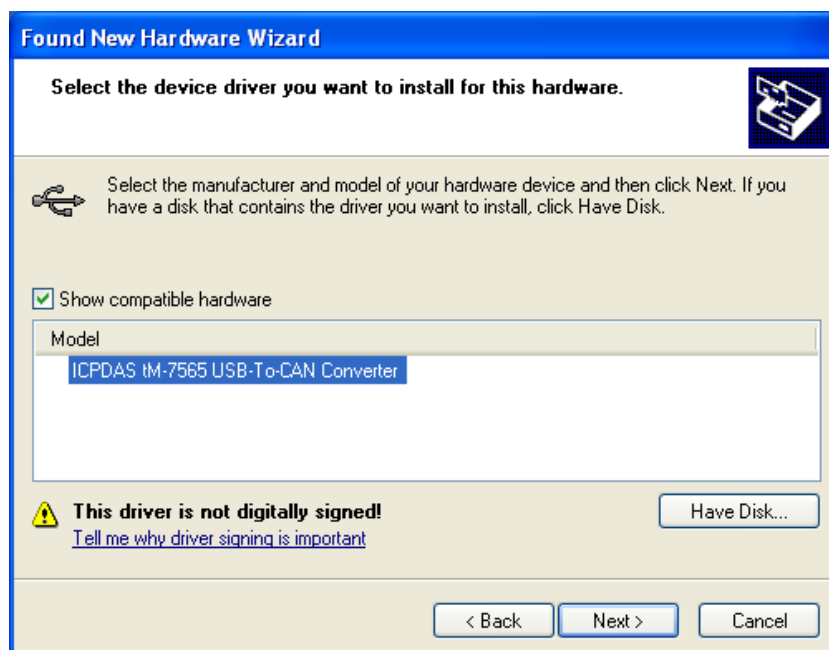 Found New Hardware Wizard
Select the device driver you want to install for this hardware.
Select the manufacturer and model of your hardware device and then click Next. If you
have a disk that contains the driver you want to install, click Have Disk.
Show compatible hardware
Model
ICPDAS tM-7565 USB-To-CAN Converter
This driver is not digitally signed!
Have Disk...
Tell me why driver signing is important
< Back
Next >
Cancel